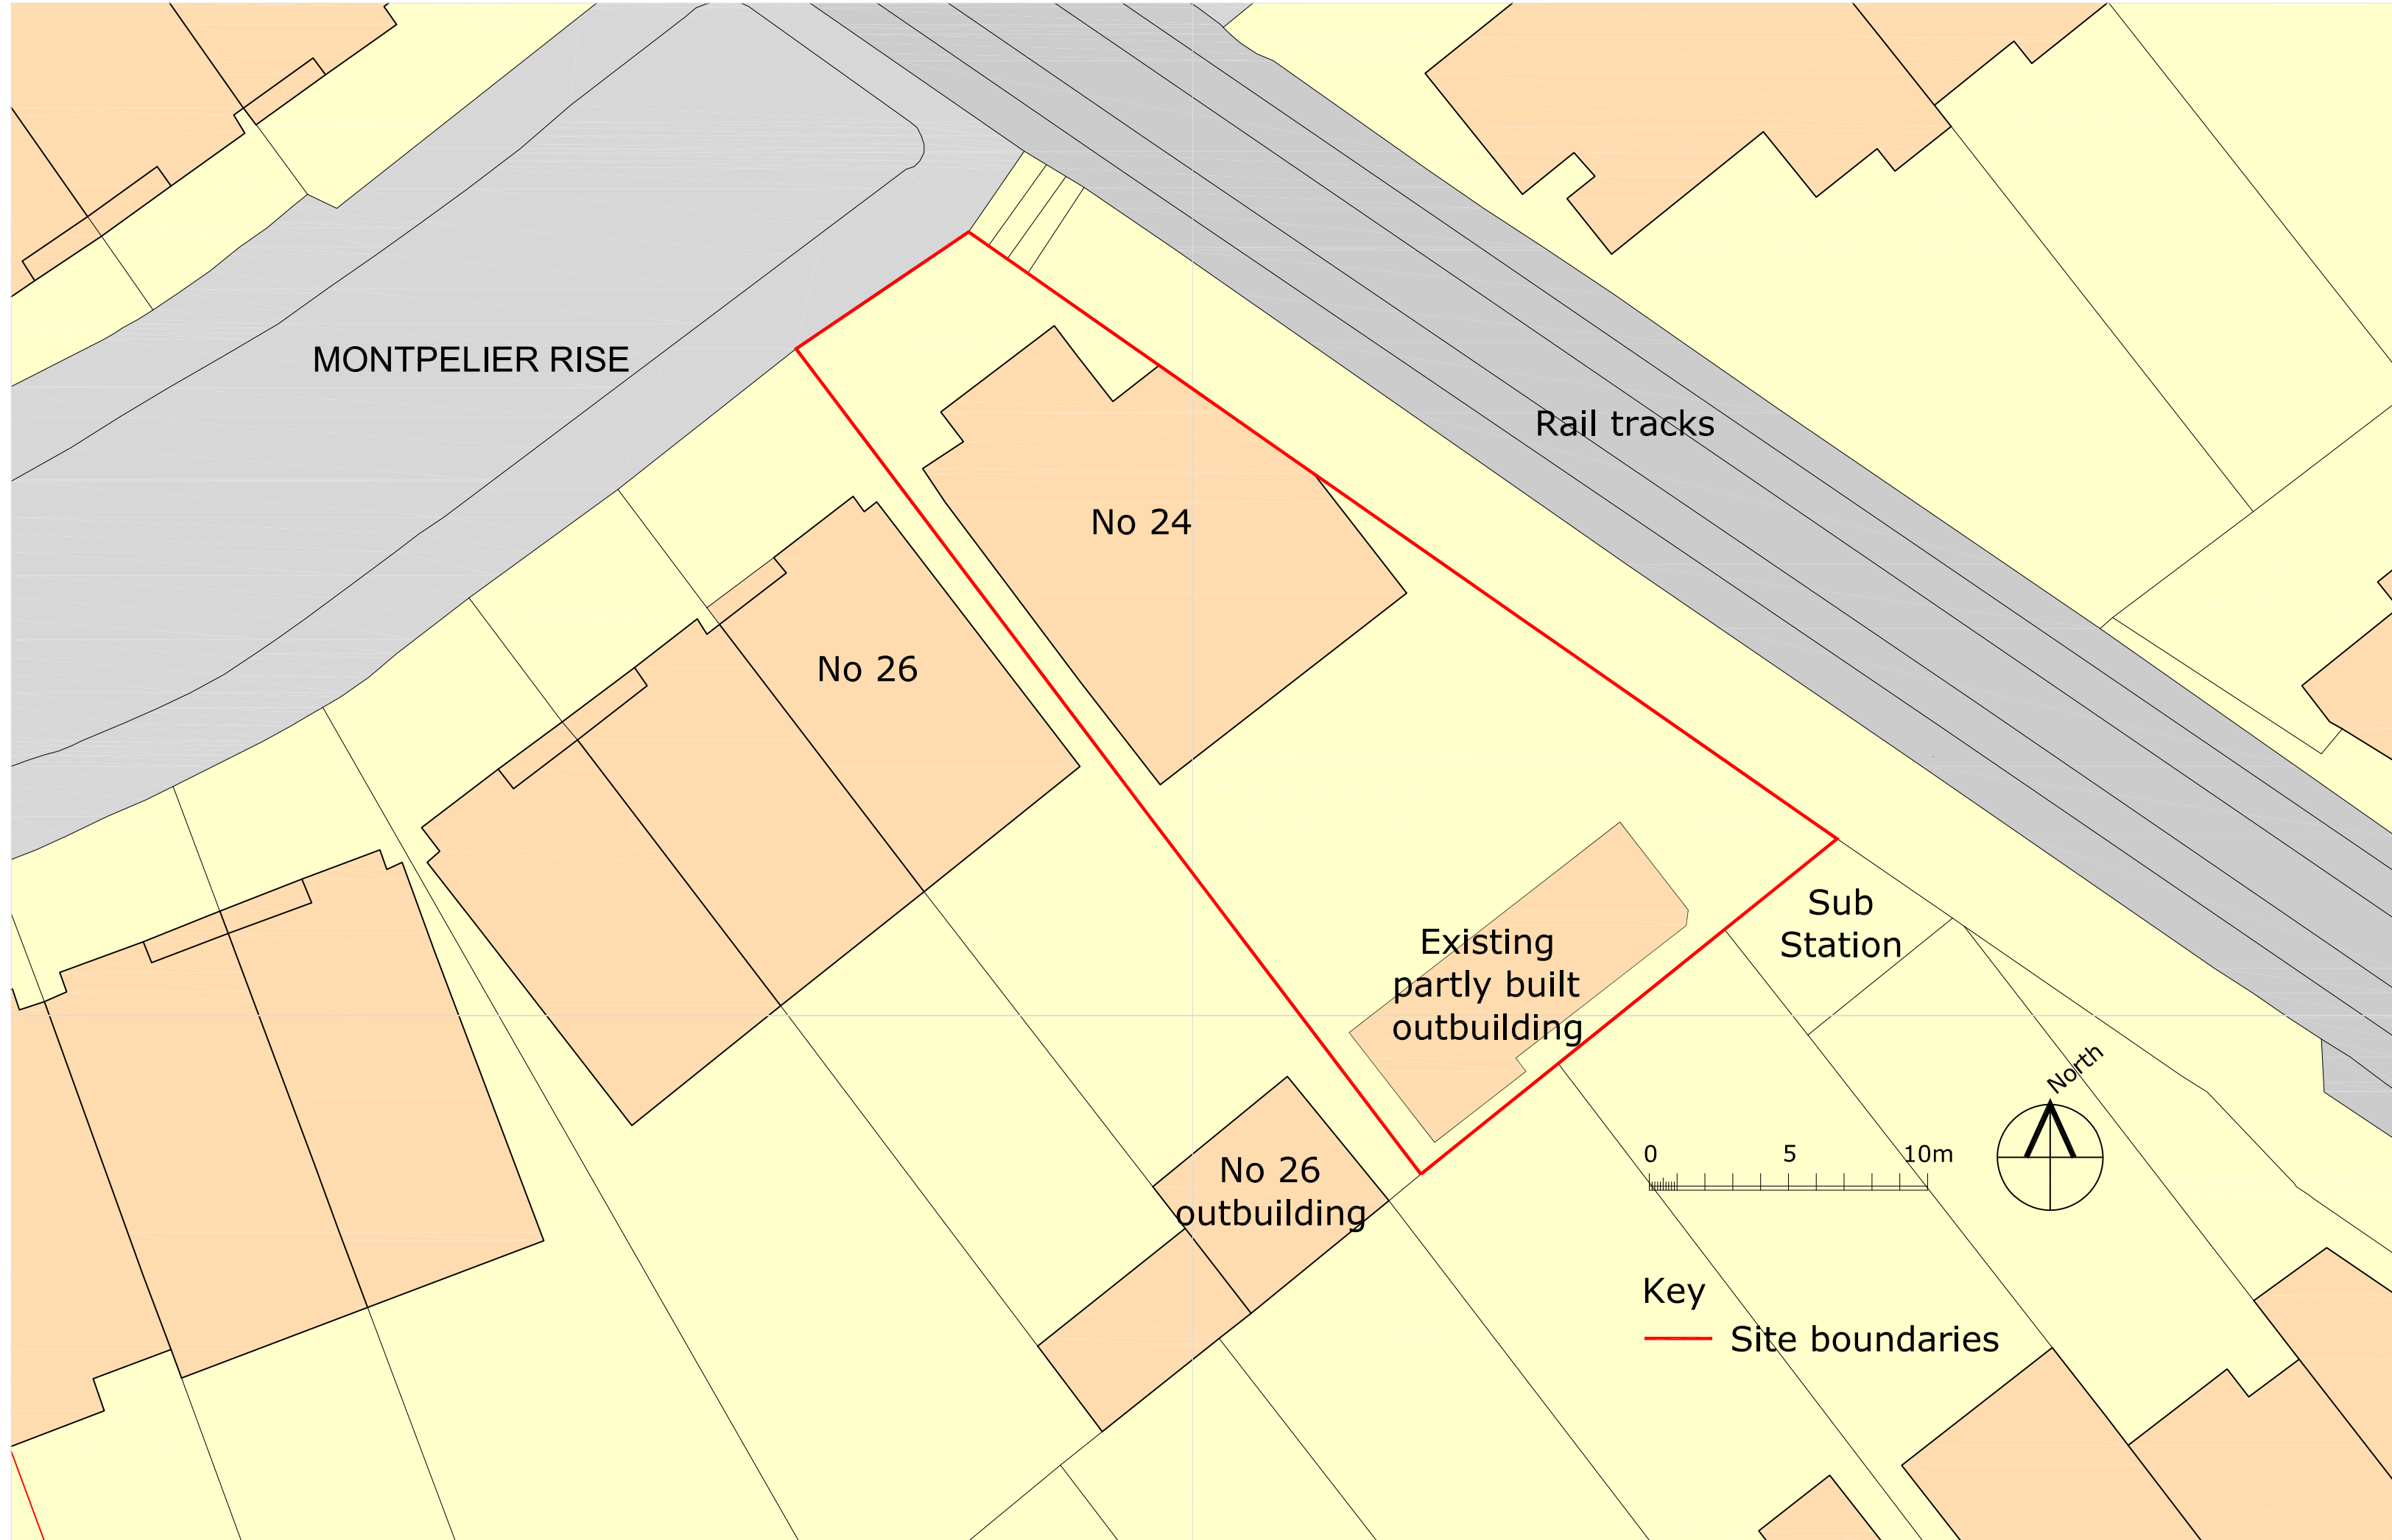 MONTPELIER RISE
Rail tracks
No 24
No 26
Sub
Station
Existing
partly built
outbuilding
North
0 5 10m
No 26
outbuilding
Key
Site boundaries